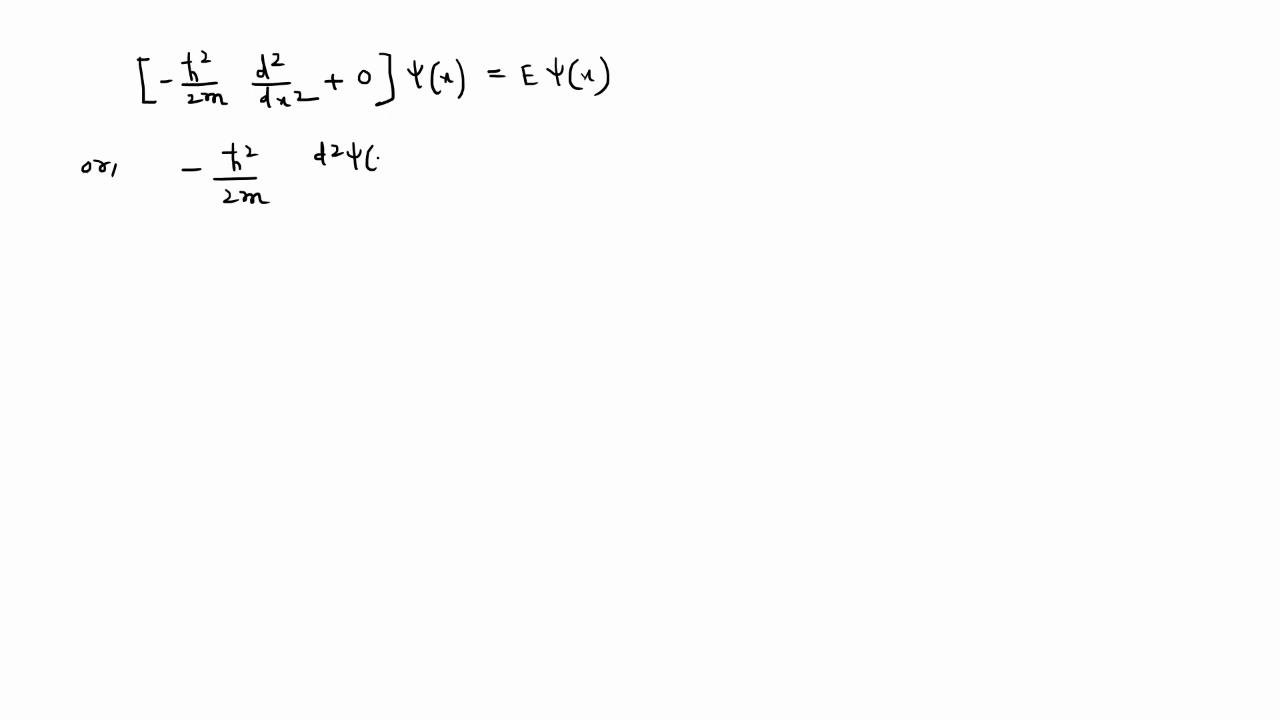 [-ħ²/2m d²/dx² + 0] Ψ(x) = E Ψ(x)
or, - ħ²/2m d²Ψ(